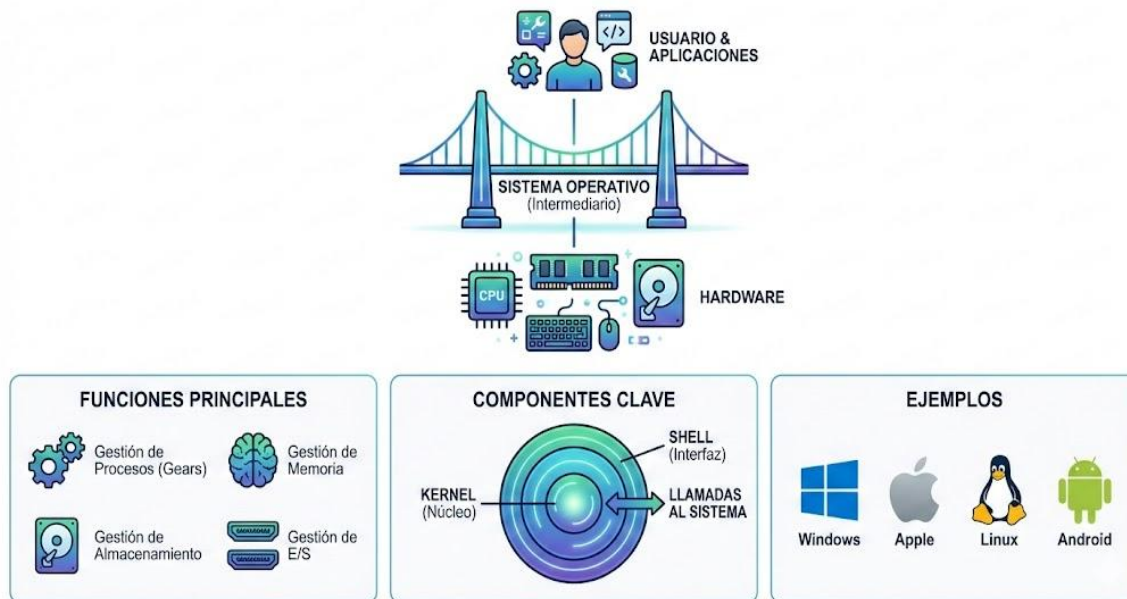 USUARIO &
APLICACIONES
</>
SISTEMA OPERATIVO
(Intermediario)
CPU
HARDWARE
FUNCIONES PRINCIPALES
Gestión de
Procesos (Gears)
Gestión de
Memoria
Gestión de
Almacenamiento
Gestión de
E/S
COMPONENTES CLAVE
SHELL
(Interfaz)
KERNEL
(Núcleo)
LLAMADAS
AL SISTEMA
EJEMPLOS
Windows
Apple
Linux
Android